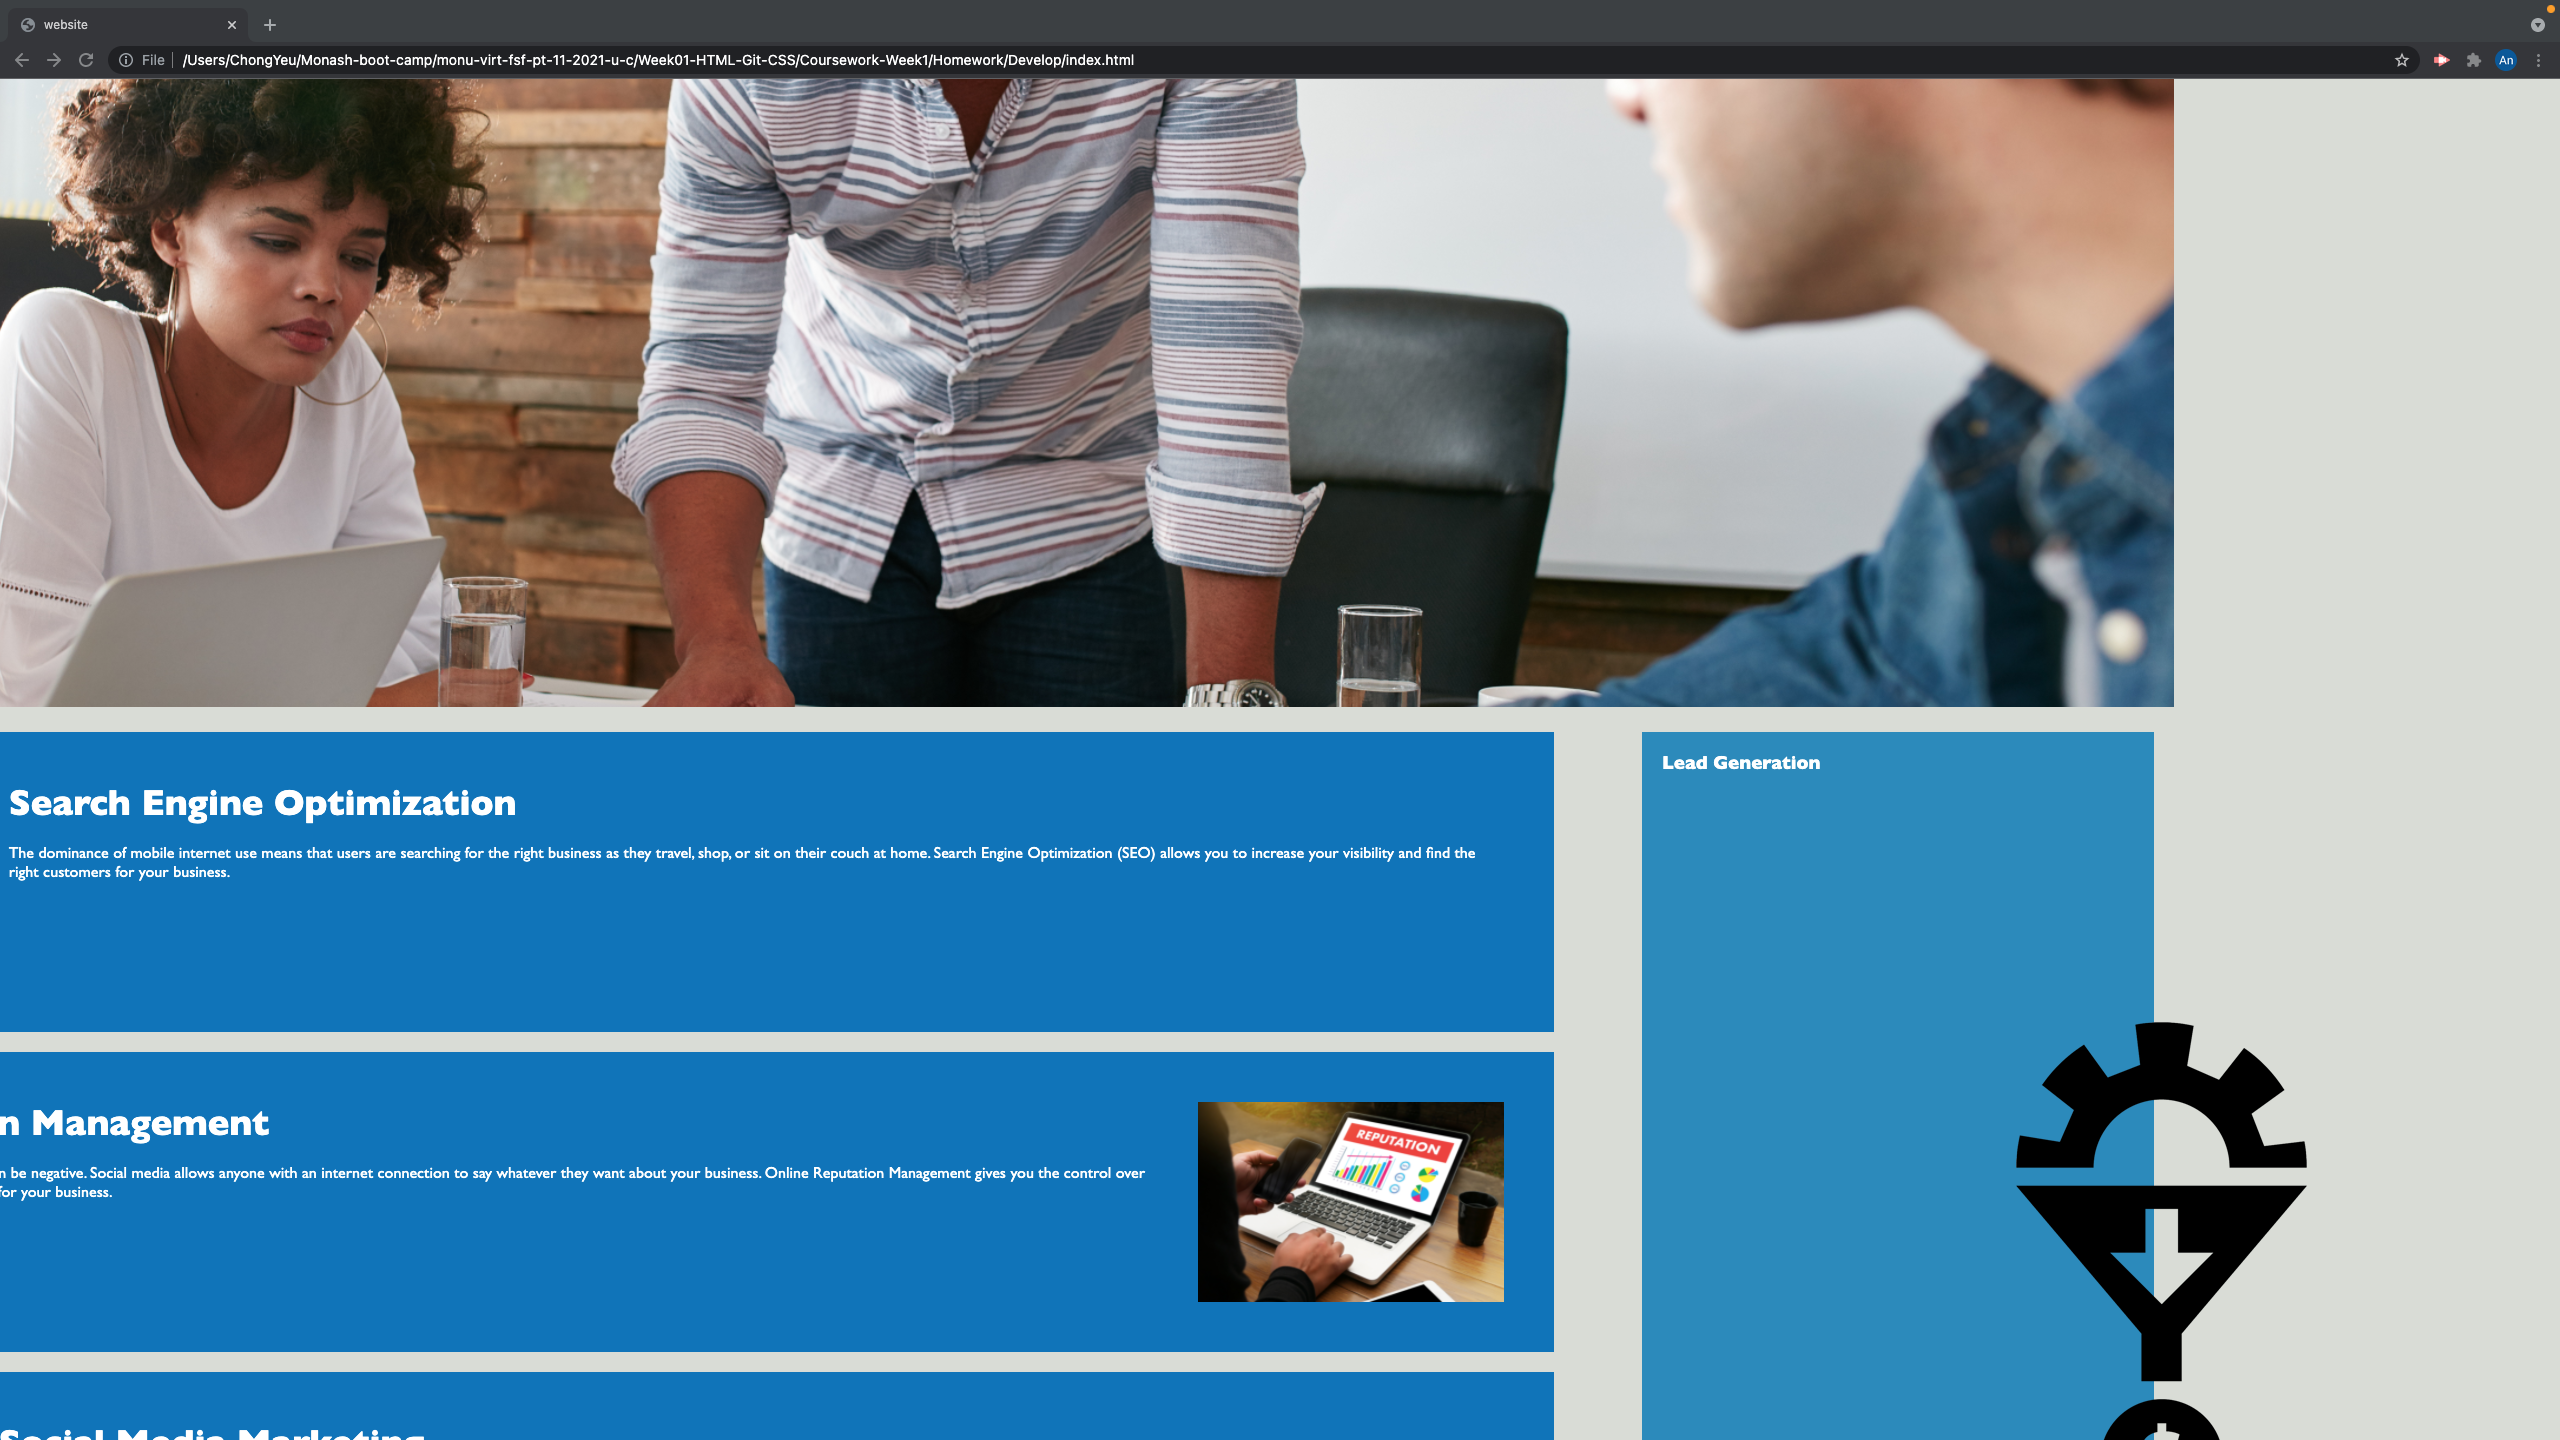 website
File
/Users/ChongYeu/Monash-boot-camp/monu-virt-fsf-pt-11-2021-u-c/Week01-HTML-Git-CSS/Coursework-Week1/Homework/Develop/index.html
An
Search Engine Optimization
The dominance of mobile internet use means that users are searching for the right business as they travel, shop, or sit on their couch at home. Search Engine Optimization (SEO) allows you to increase your visibility and find the
right customers for your business.
Lead Generation
n Management
n be negative. Social media allows anyone with an internet connection to say whatever they want about your business. Online Reputation Management gives you the control over
for your business.
REPUTATION
Social Media Marketing